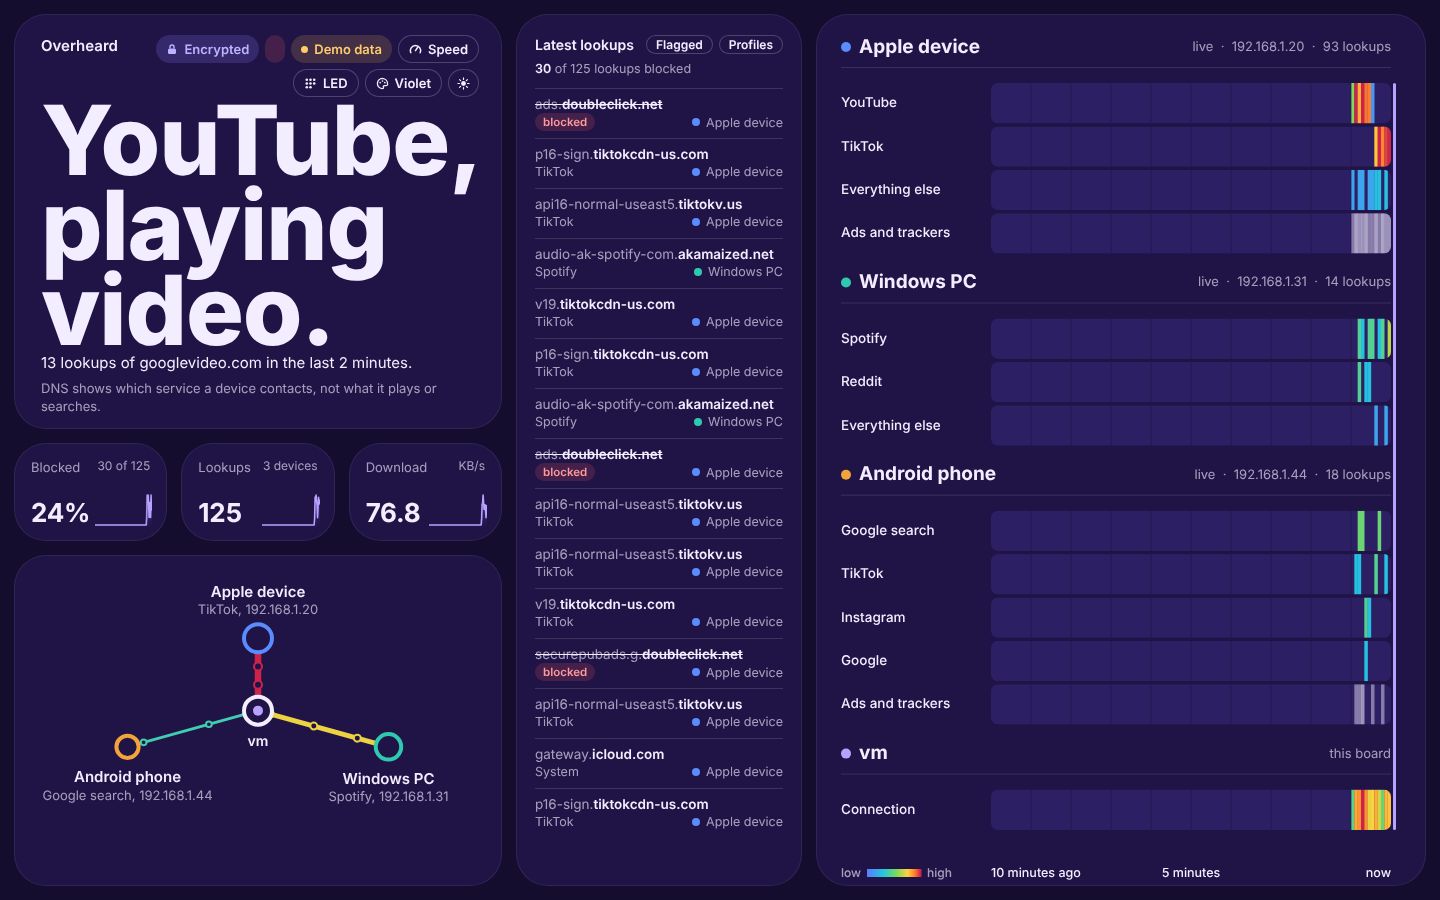 Overheard
Encrypted
Demo data
Speed
LED
Violet
YouTube,
playing
video.
13 lookups of googlevideo.com in the last 2 minutes.
DNS shows which service a device contacts, not what it plays or
searches.
Blocked 30 of 125
24%
Lookups 3 devices
125
Download KB/s
76.8
Apple device
TikTok, 192.168.1.20
vm
Android phone
Google search, 192.168.1.44
Windows PC
Spotify, 192.168.1.31
Latest lookups
Flagged
Profiles
30 of 125 lookups blocked
ads.doubleclick.net
blocked Apple device
p16-sign.tiktokcdn-us.com
TikTok Apple device
api16-normal-useast5.tiktokv.us
TikTok Apple device
audio-ak-spotify-com.akamaized.net
Spotify Windows PC
v19.tiktokcdn-us.com
TikTok Apple device
p16-sign.tiktokcdn-us.com
TikTok Apple device
audio-ak-spotify-com.akamaized.net
Spotify Windows PC
ads.doubleclick.net
blocked Apple device
api16-normal-useast5.tiktokv.us
TikTok Apple device
api16-normal-useast5.tiktokv.us
TikTok Apple device
v19.tiktokcdn-us.com
TikTok Apple device
securepubads.g.doubleclick.net
blocked Apple device
api16-normal-useast5.tiktokv.us
TikTok Apple device
gateway.icloud.com
System Apple device
p16-sign.tiktokcdn-us.com
TikTok Apple device
Apple device live · 192.168.1.20 · 93 lookups
YouTube
TikTok
Everything else
Ads and trackers
Windows PC live · 192.168.1.31 · 14 lookups
Spotify
Reddit
Everything else
Android phone live · 192.168.1.44 · 18 lookups
Google search
TikTok
Instagram
Google
Ads and trackers
vm this board
Connection
low high 10 minutes ago 5 minutes now